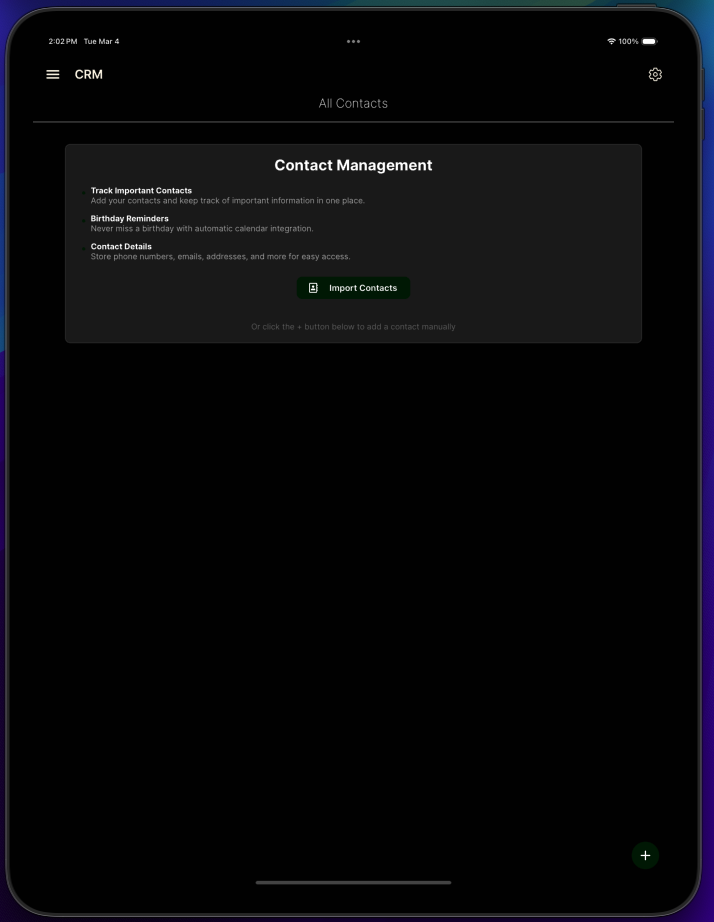 2:02 PM Tue Mar 4
100%
CRM
All Contacts
Contact Management
Track Important Contacts
Add your contacts and keep track of important information in one place.
Birthday Reminders
Never miss a birthday with automatic calendar integration.
Contact Details
Store phone numbers, emails, addresses, and more for easy access.
Import Contacts
Or click the + button below to add a contact manually
+